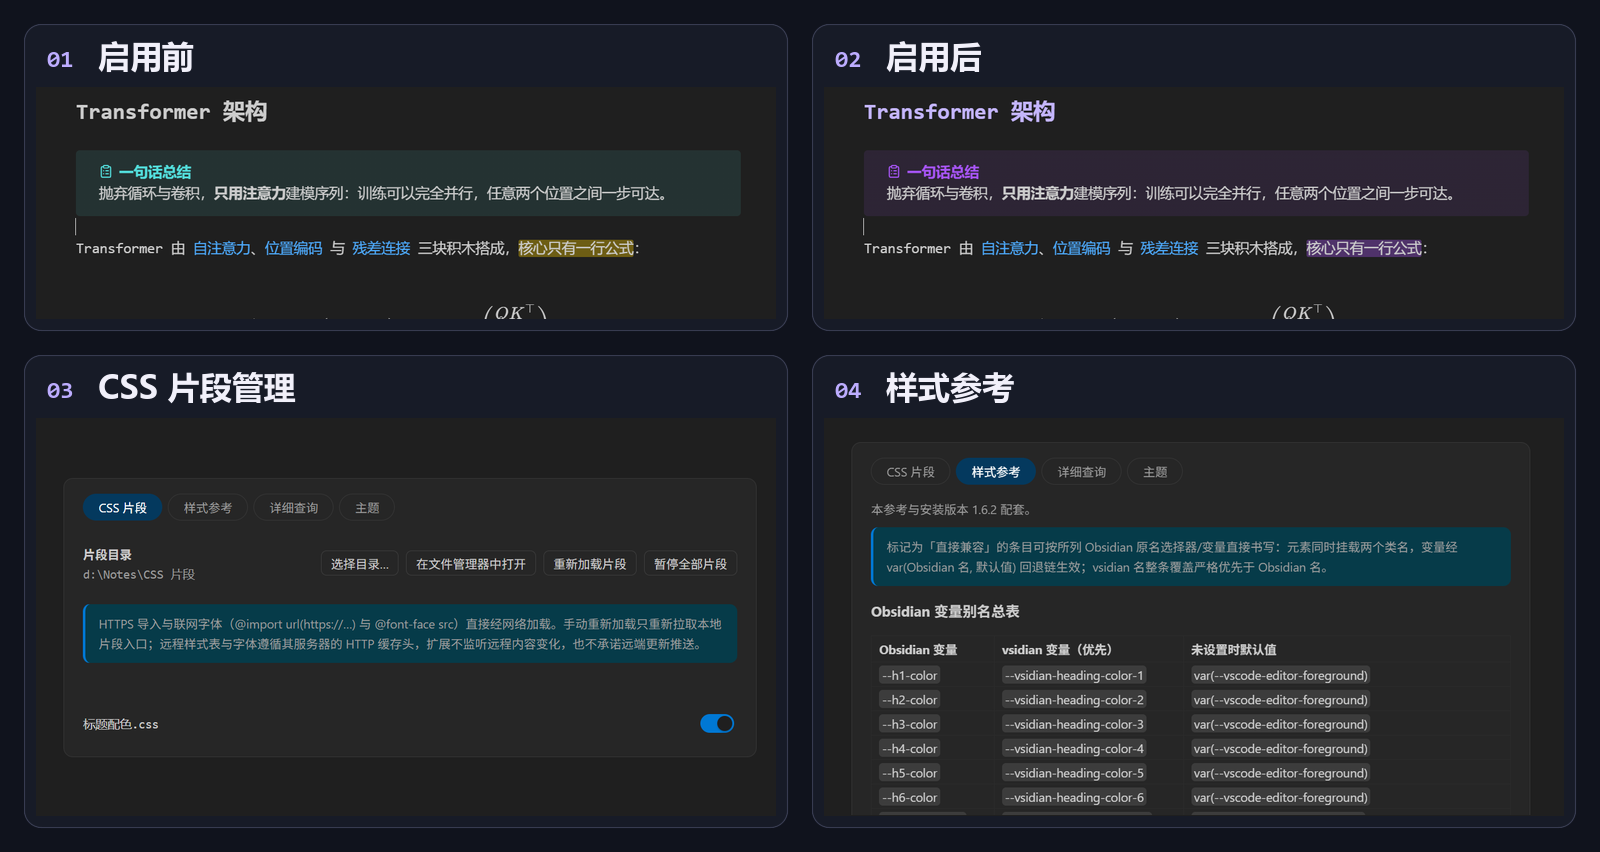 01 启用前
Transformer 架构
一句话总结
抛弃循环与卷积，只用注意力建模序列：训练可以完全并行，任意两个位置之间一步可达。
Transformer 由 自注意力、位置编码 与 残差连接 三块积木搭成，核心只有一行公式：
(QK⊤)
02 启用后
Transformer 架构
一句话总结
抛弃循环与卷积，只用注意力建模序列：训练可以完全并行，任意两个位置之间一步可达。
Transformer 由 自注意力、位置编码 与 残差连接 三块积木搭成，核心只有一行公式：
(QK⊤)
03 CSS 片段管理
CSS 片段 样式参考 详细查询 主题
片段目录
d:\Notes\CSS 片段
选择目录... 在文件管理器中打开 重新加载片段 暂停全部片段
HTTPS 导入与联网字体（@import url(https://...) 与 @font-face src）直接经网络加载。手动重新加载只重新拉取本地
片段入口；远程样式表与字体遵循其服务器的 HTTP 缓存头，扩展不监听远程内容变化，也不承诺远端更新推送。
标题配色.css
04 样式参考
CSS 片段 样式参考 详细查询 主题
本参考与安装版本 1.6.2 配套。
标记为「直接兼容」的条目可按所列 Obsidian 原名选择器/变量直接书写：元素同时挂载两个类名，变量经
var(Obsidian 名, 默认值) 回退链生效；vsidian 名整条覆盖严格优先于 Obsidian 名。
Obsidian 变量别名总表
Obsidian 变量 vsidian 变量（优先） 未设置时默认值
--h1-color --vsidian-heading-color-1 var(--vscode-editor-foreground)
--h2-color --vsidian-heading-color-2 var(--vscode-editor-foreground)
--h3-color --vsidian-heading-color-3 var(--vscode-editor-foreground)
--h4-color --vsidian-heading-color-4 var(--vscode-editor-foreground)
--h5-color --vsidian-heading-color-5 var(--vscode-editor-foreground)
--h6-color --vsidian-heading-color-6 var(--vscode-editor-foreground)